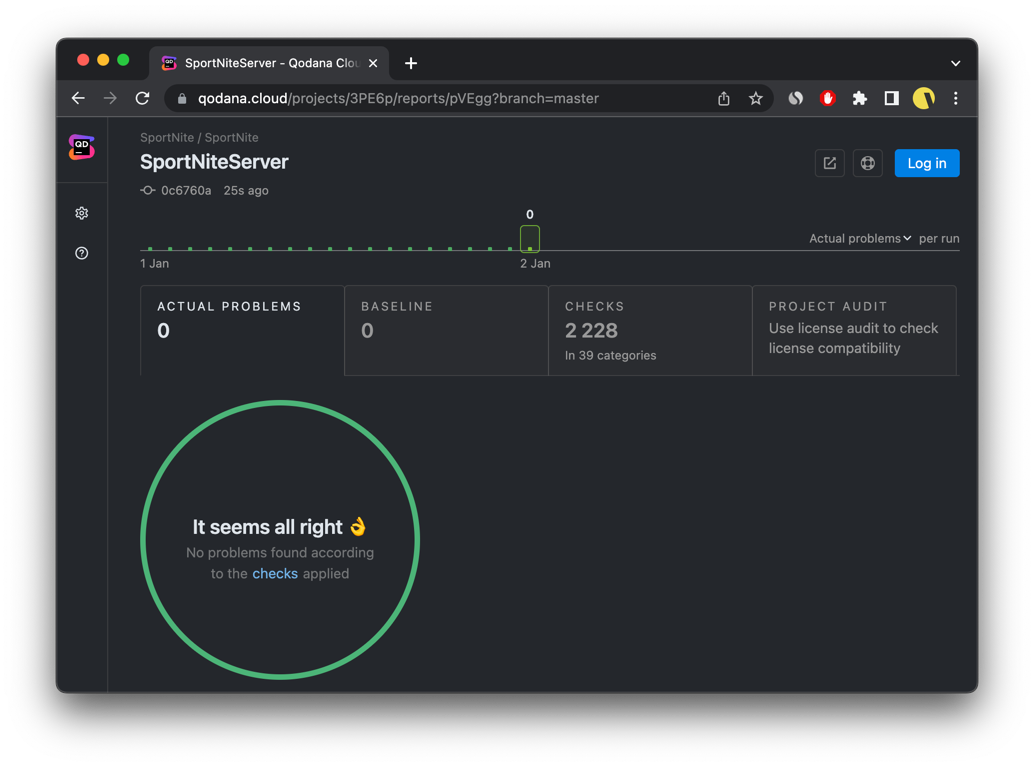 SportNiteServer - Qodana Clou
qodana.cloud/projects/3PE6p/reports/pVEgg?branch=master
QD
SportNite / SportNite
SportNiteServer
Log in
0c6760a 25s ago
0
Actual problems per run
1 Jan 2 Jan
ACTUAL PROBLEMS
0
BASELINE
0
CHECKS
2 228
In 39 categories
PROJECT AUDIT
Use license audit to check
license compatibility
It seems all right 👌
No problems found according
to the checks applied